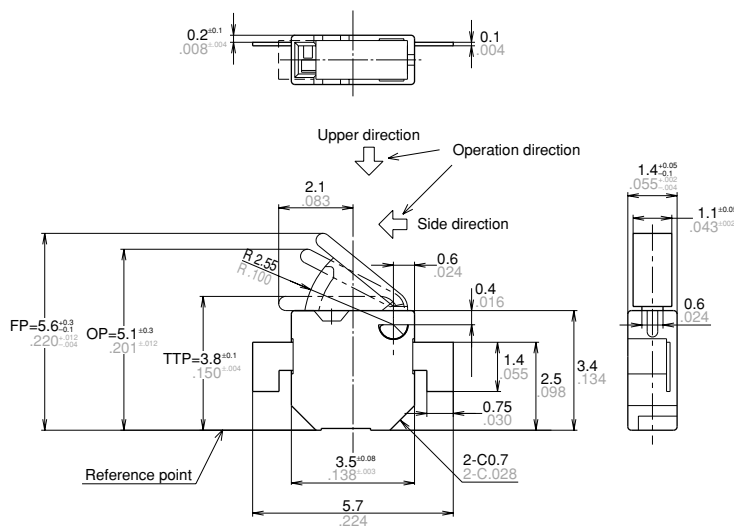 0.2±0.1
.008±.004
0.1
.004
Upper direction
Operation direction
2.1
.083
Side direction
R 2.55
R .100
0.6
.024
0.4
.016
FP=5.6+0.3 -0.1
.220+.012 -.004
OP=5.1±0.3
.201±.012
TTP=3.8±0.1
.150±.004
1.4
.055
2.5
.098
3.4
.134
0.75
.030
Reference point
3.5±0.08
.138±.003
2-C0.7
2-C.028
5.7
.224
1.4+0.05 -0.1
.055+.002 -.004
1.1±0.05
.043±.002
0.6
.024